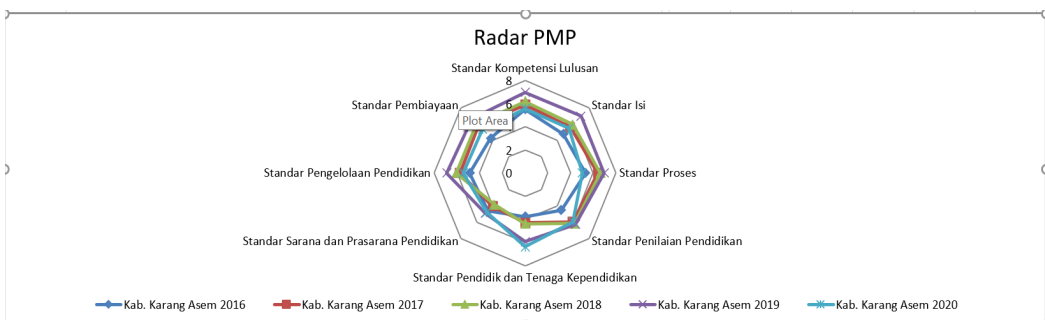 Radar PMP
Standar Kompetensi Lulusan
8
Standar Pembiayaan
6
Standar Isi
Plot Area
2
Standar Pengelolaan Pendidikan
0
Standar Proses
Standar Sarana dan Prasarana Pendidikan
Standar Penilaian Pendidikan
Standar Pendidik dan Tenaga Kependidikan
Kab. Karang Asem 2016
Kab. Karang Asem 2017
Kab. Karang Asem 2018
Kab. Karang Asem 2019
Kab. Karang Asem 2020